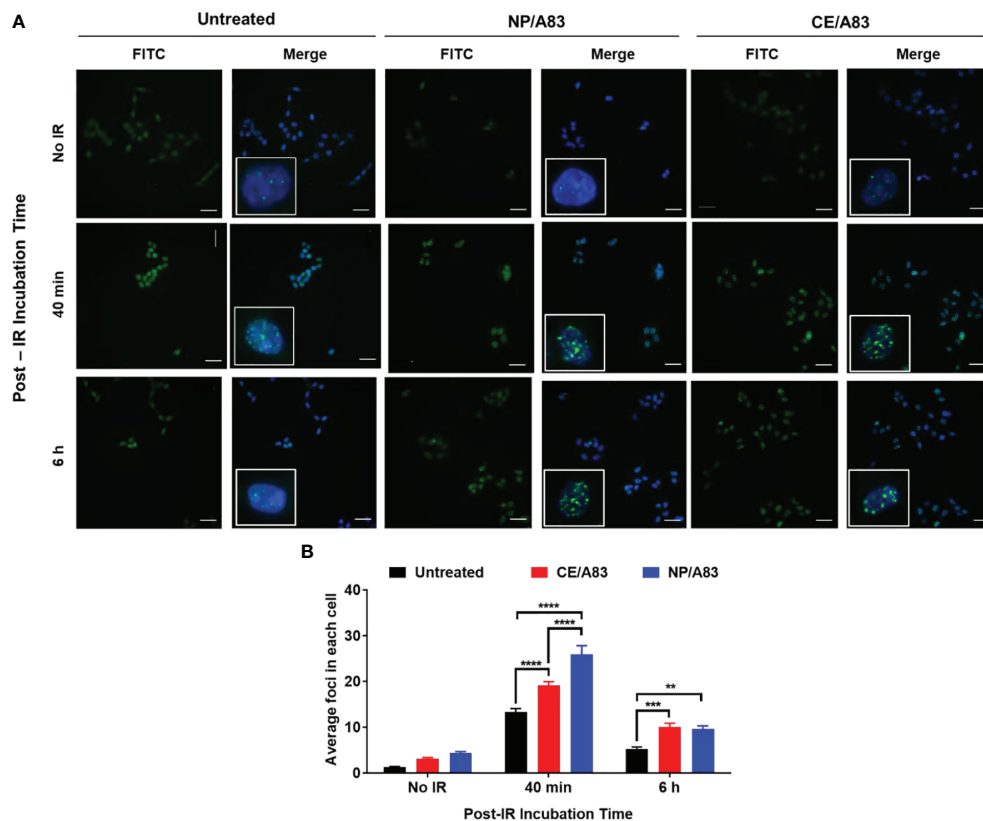 A
Untreated
NP/A83
CE/A83
FITC
Merge
FITC
Merge
FITC
Merge
Post – IR Incubation Time
No IR
40 min
6 h
B
Untreated
CE/A83
NP/A83
Average foci in each cell
40
30
20
10
0
****
****
****
**
***
No IR
40 min
6 h
Post-IR Incubation Time